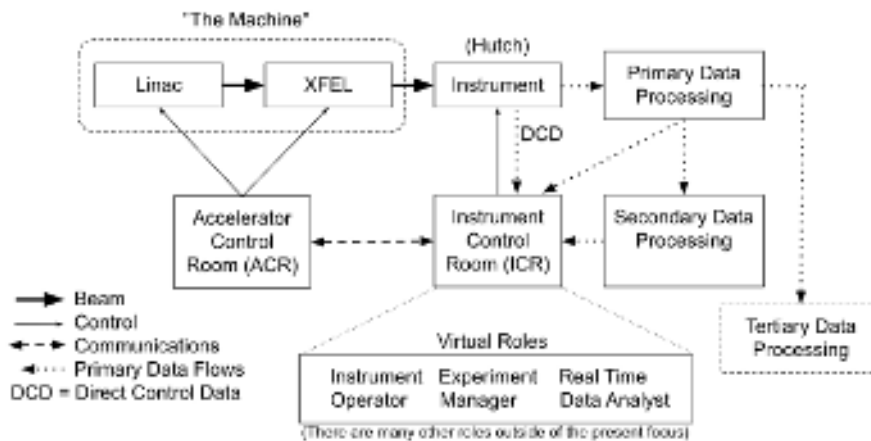 "The Machine"
(Hutch)
Linac
XFEL
Instrument
Primary Data
Processing
DCD
Accelerator
Control
Room (ACR)
Instrument
Control
Room (ICR)
Secondary Data
Processing
Beam
Control
Communications
Primary Data Flows
DCD = Direct Control Data
Tertiary Data
Processing
Virtual Roles
Instrument
Operator
Experiment
Manager
Real Time
Data Analyst
(There are many other roles outside of the present focus)